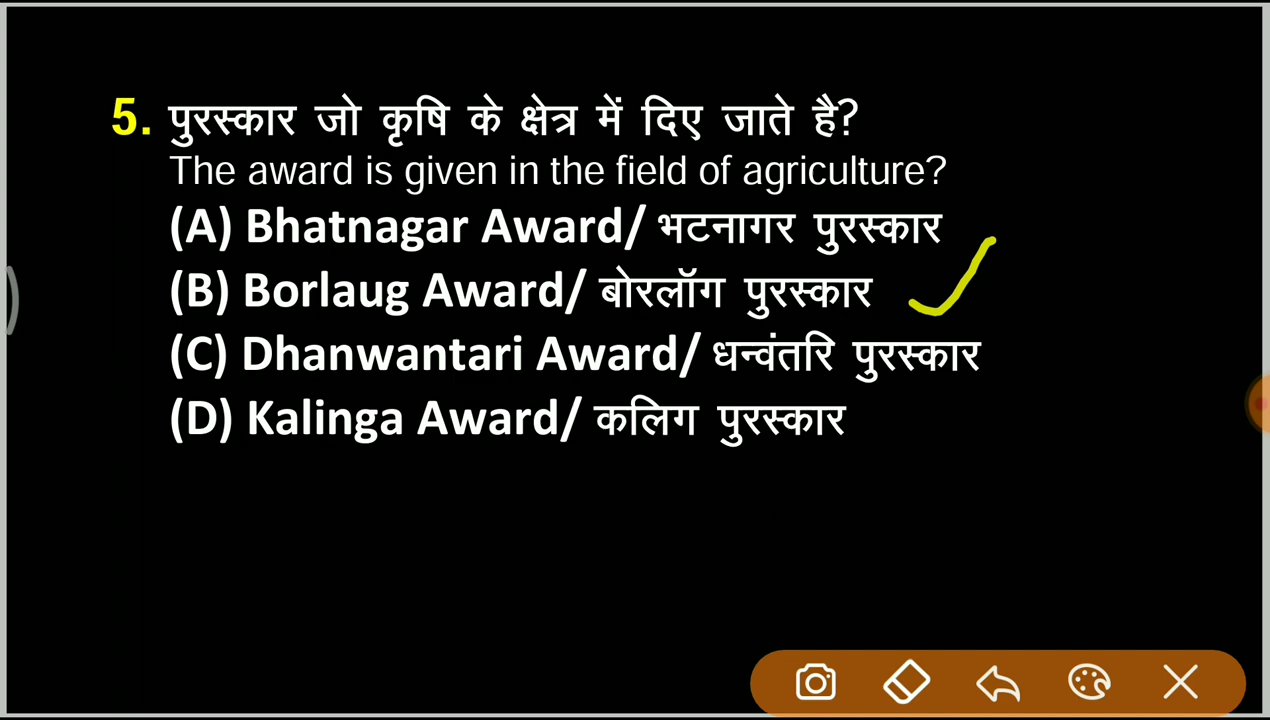 5. पुरस्कार जो कृषि के क्षेत्र में दिए जाते है?
The award is given in the field of agriculture?
(A) Bhatnagar Award/ भटनागर पुरस्कार
(B) Borlaug Award/ बोरलॉग पुरस्कार
(C) Dhanwantari Award/ धन्वंतरि पुरस्कार
(D) Kalinga Award/ कलिग पुरस्कार